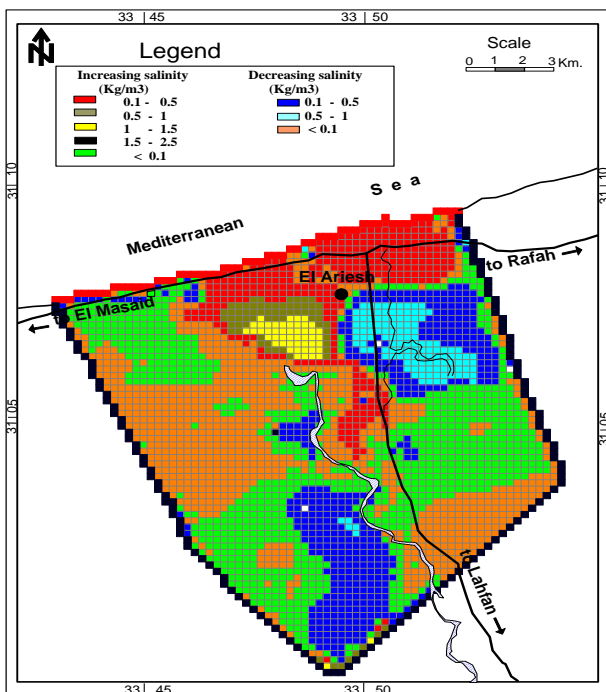 33 45
33 50
N
Legend
Scale
0 1 2 3 Km.
Increasing salinity
(Kg/m3)
0.1 - 0.5
0.5 - 1
1 - 1.5
1.5 - 2.5
< 0.1
Decreasing salinity
(Kg/m3)
0.1 - 0.5
0.5 - 1
< 0.1
31 10
31 10
Mediterranean
Sea
to Rafah
El Ariesh
to El Masaid
31 05
31 05
to Lahfan
33 45
33 50